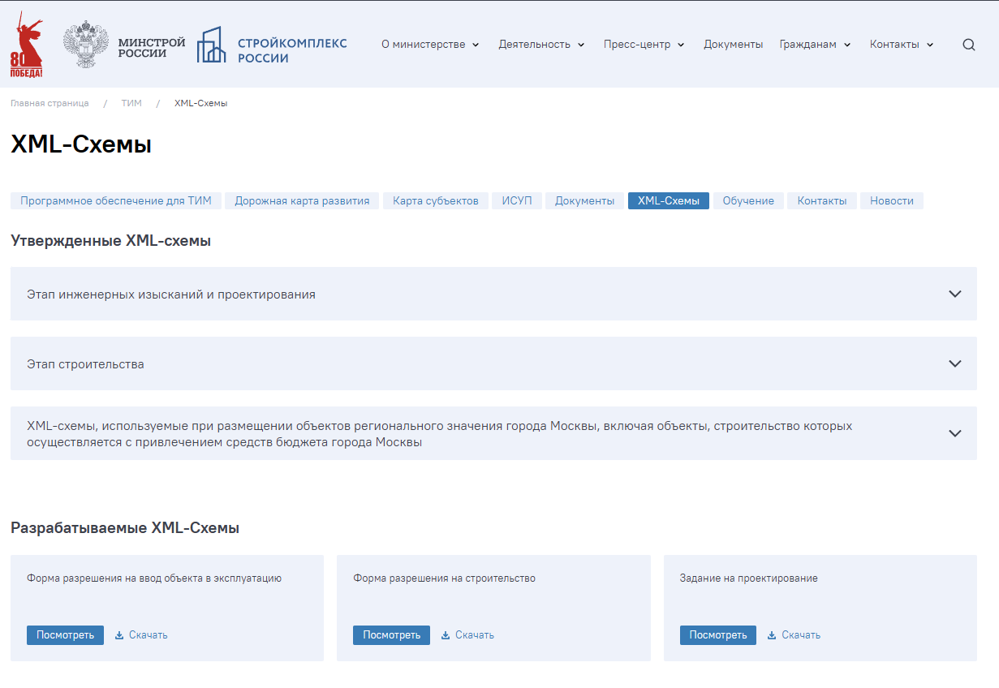 80
ПОБЕДА!
МИНСТРОЙ
РОССИИ
СТРОЙКОМПЛЕКС
РОССИИ
О министерстве Деятельность Пресс-центр Документы Гражданам Контакты
Главная страница / ТИМ / XML-Схемы
XML-Схемы
Программное обеспечение для ТИМ Дорожная карта развития Карта субъектов ИСУП Документы XML-Схемы Обучение Контакты Новости
Утвержденные XML-схемы
Этап инженерных изысканий и проектирования
Этап строительства
XML-схемы, используемые при размещении объектов регионального значения города Москвы, включая объекты, строительство которых
осуществляется с привлечением средств бюджета города Москвы
Разрабатываемые XML-Схемы
Форма разрешения на ввод объекта в эксплуатацию
Посмотреть Скачать
Форма разрешения на строительство
Посмотреть Скачать
Задание на проектирование
Посмотреть Скачать